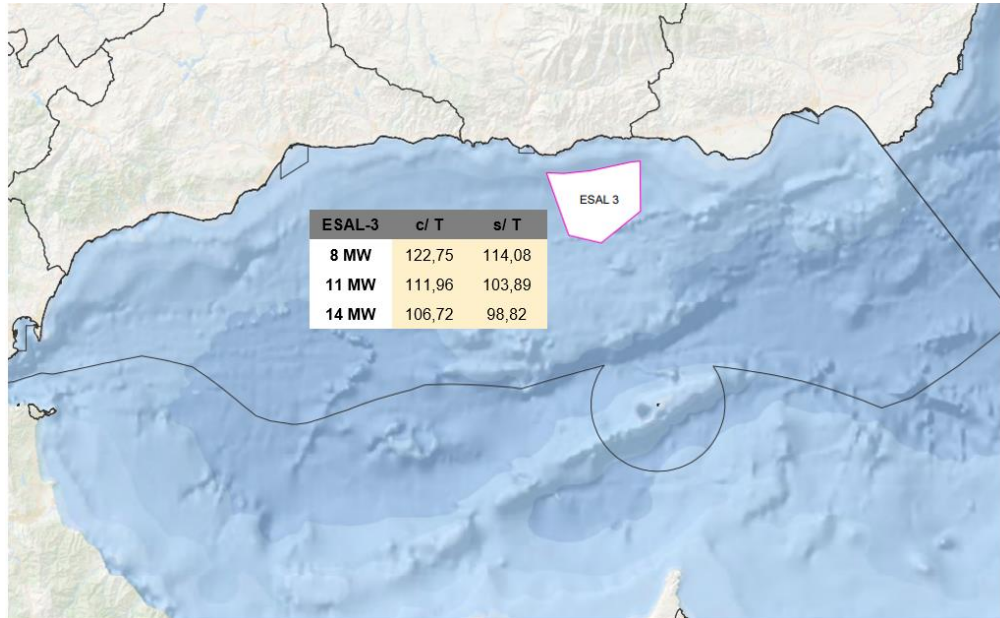 ESAL 3
ESAL-3 c/ T s/ T
8 MW 122,75 114,08
11 MW 111,96 103,89
14 MW 106,72 98,82